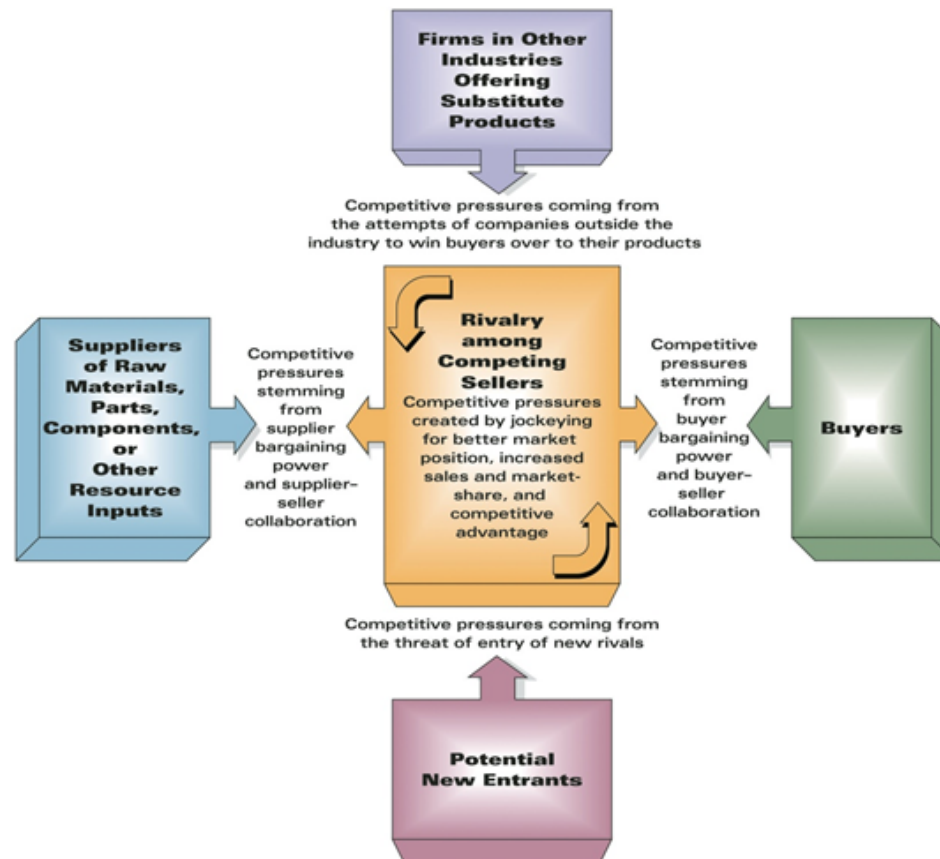 Firms in Other
Industries
Offering
Substitute
Products
Competitive pressures coming from
the attempts of companies outside the
industry to win buyers over to their products
Suppliers
of Raw
Materials,
Parts,
Components,
or
Other
Resource
Inputs
Competitive
pressures
stemming
from
supplier
bargaining
power
and supplier–
seller
collaboration
Rivalry
among
Competing
Sellers
Competitive pressures
created by jockeying
for better market
position, increased
sales and market-
share, and
competitive
advantage
Competitive
pressures
stemming
from
buyer
bargaining
power
and buyer–
seller
collaboration
Buyers
Competitive pressures coming from
the threat of entry of new rivals
Potential
New Entrants